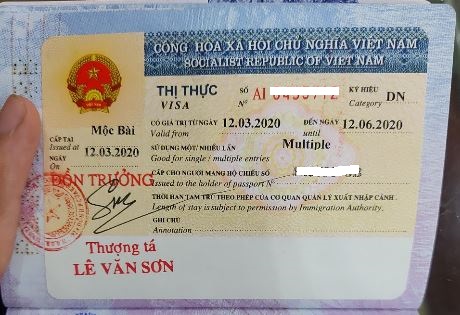 CỘNG HÒA XÃ HỘI CHỦ NGHĨA VIỆT NAM
SOCIALIST REPUBLIC OF VIETNAM
THỊ THỰC SỐ KÝ HIỆU
VISA Nº AI Category DN
CÓ GIÁ TRỊ TỪ NGÀY 12.03.2020 ĐẾN NGÀY 12.06.2020
Valid from until
CẤP TẠI Mộc Bài
Issued at
NGÀY 12.03.2020
On
SỬ DỤNG MỘT/ NHIỀU LẦN Multiple
Good for single / multiple entries
CẤP CHO NGƯỜI MANG HỘ CHIẾU SỐ
Issued to the holder of passport Nº
THỜI HẠN TẠM TRÚ THEO PHÉP CỦA CƠ QUAN QUẢN LÝ XUẤT NHẬP CẢNH.
Length of stay is subject to permission by Immigration Authority.
GHI CHÚ
Annotation
ĐỒN TRƯỞNG
Thượng tá
LÊ VĂN SƠN